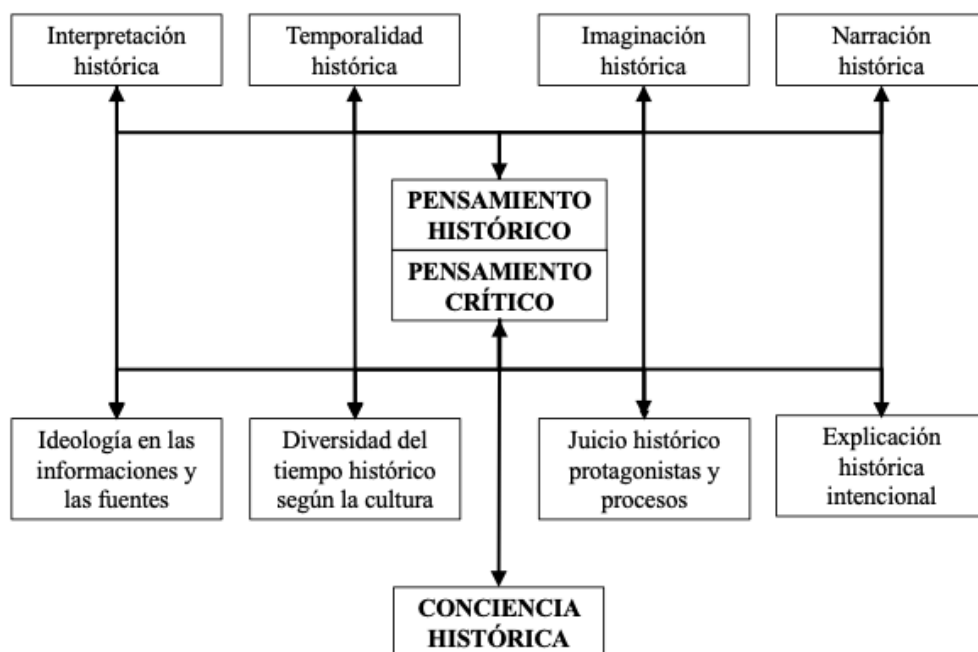 Interpretación
histórica
Temporalidad
histórica
Imaginación
histórica
Narración
histórica
PENSAMIENTO
HISTÓRICO
PENSAMIENTO
CRÍTICO
Ideología en las
informaciones y
las fuentes
Diversidad del
tiempo histórico
según la cultura
Juicio histórico
protagonistas y
procesos
Explicación
histórica
intencional
CONCIENCIA
HISTÓRICA